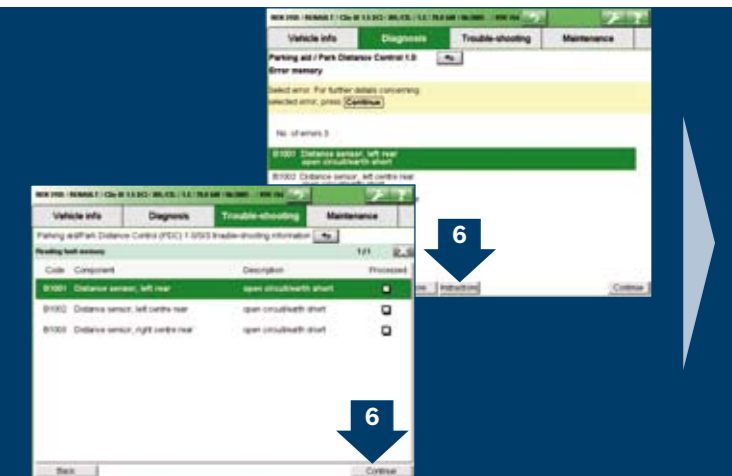 Vehicle info Diagnosis Trouble-shooting Maintenance
Parking aid / Park Distance Control 1.0
Error memory
Select error. For further details concerning
selected error, press Continue
No. of errors 3
B1001 Distance sensor, left rear
open circuit/earth short
B1002 Distance sensor, left centre rear
6
Instructions Continue
Vehicle info Diagnosis Trouble-shooting Maintenance
Parking aid/Park Distance Control (PDC) 1.0/SIS trouble-shooting information
Reading fault memory 1/1
Code Component Description Processed
B1001 Distance sensor, left rear open circuit/earth short
B1002 Distance sensor, left centre rear open circuit/earth short
B1003 Distance sensor, right centre rear open circuit/earth short
6
Back Continue